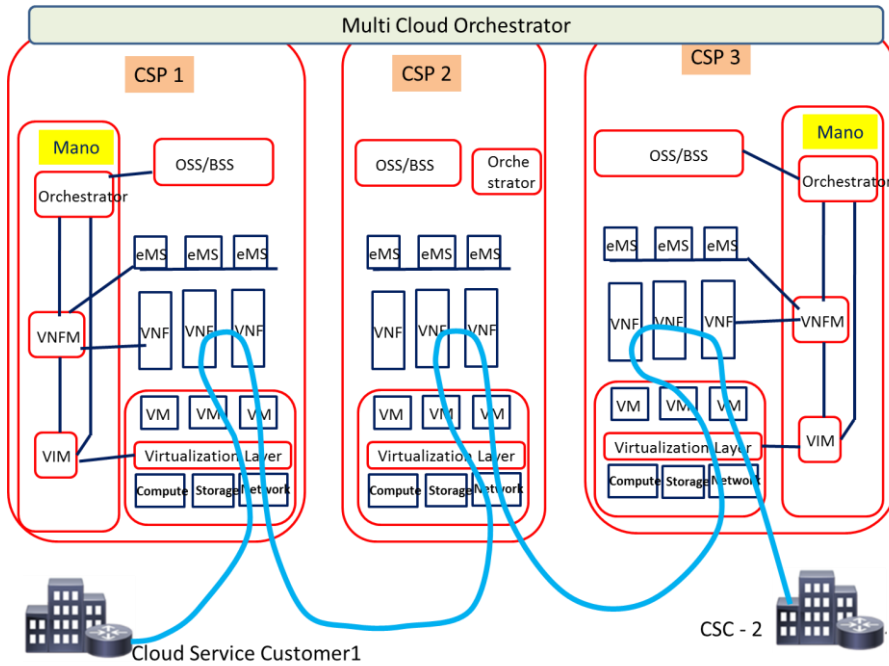 Multi Cloud Orchestrator
CSP 1
Mano
OSS/BSS
Orchestrator
eMS eMS eMS
VNF VNF VNF
VNFM
VM VM VM
VIM
Virtualization Layer
Compute Storage Network
CSP 2
OSS/BSS
Orche
strator
eMS eMS eMS
VNF VNF VNF
VM VM VM
Virtualization Layer
Compute Storage Network
CSP 3
Mano
OSS/BSS
Orchestrator
eMS eMS eMS
VNF VNF VNF
VNFM
VM VM VM
VIM
Virtualization Layer
Compute Storage Network
Cloud Service Customer1
CSC - 2